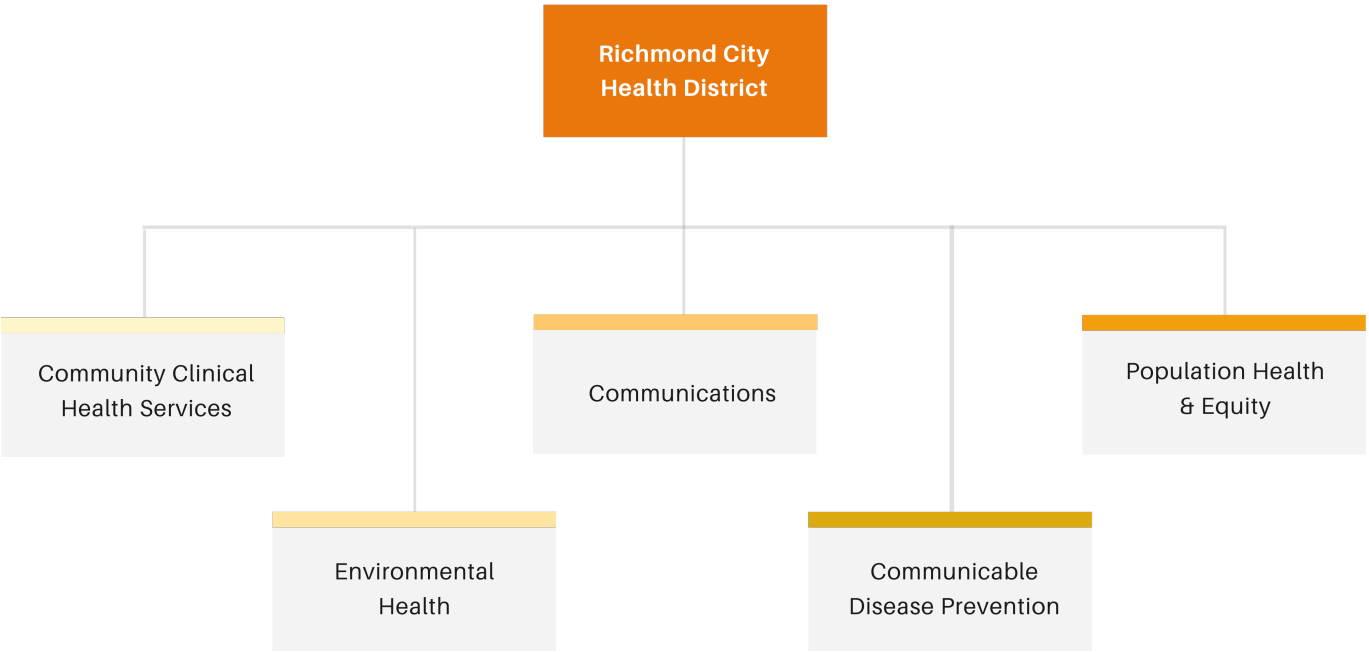 Richmond City
Health District
Community Clinical
Health Services
Communications
Population Health
& Equity
Environmental
Health
Communicable
Disease Prevention